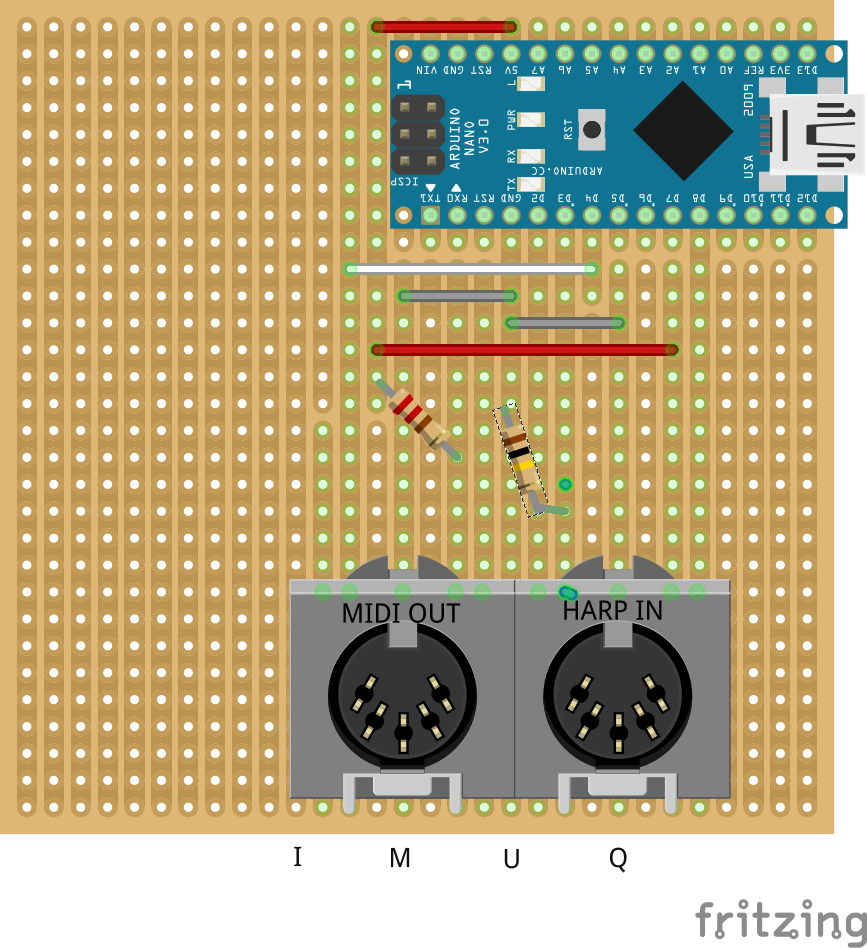 VIN GND RST 5V A7 A6 A5 A4 A3 A2 A1 A0 REF 3V3 D13
L
PWR
RX
TX
RST
ARDUINO
NANO
V3.0
ARDUINO.CC
ICSP
USA
2009
TX1 RX0 RST GND D2 D3 D4 D5 D6 D7 D8 D9 D10 D11 D12
MIDI OUT
HARP IN
I M U Q
fritzing